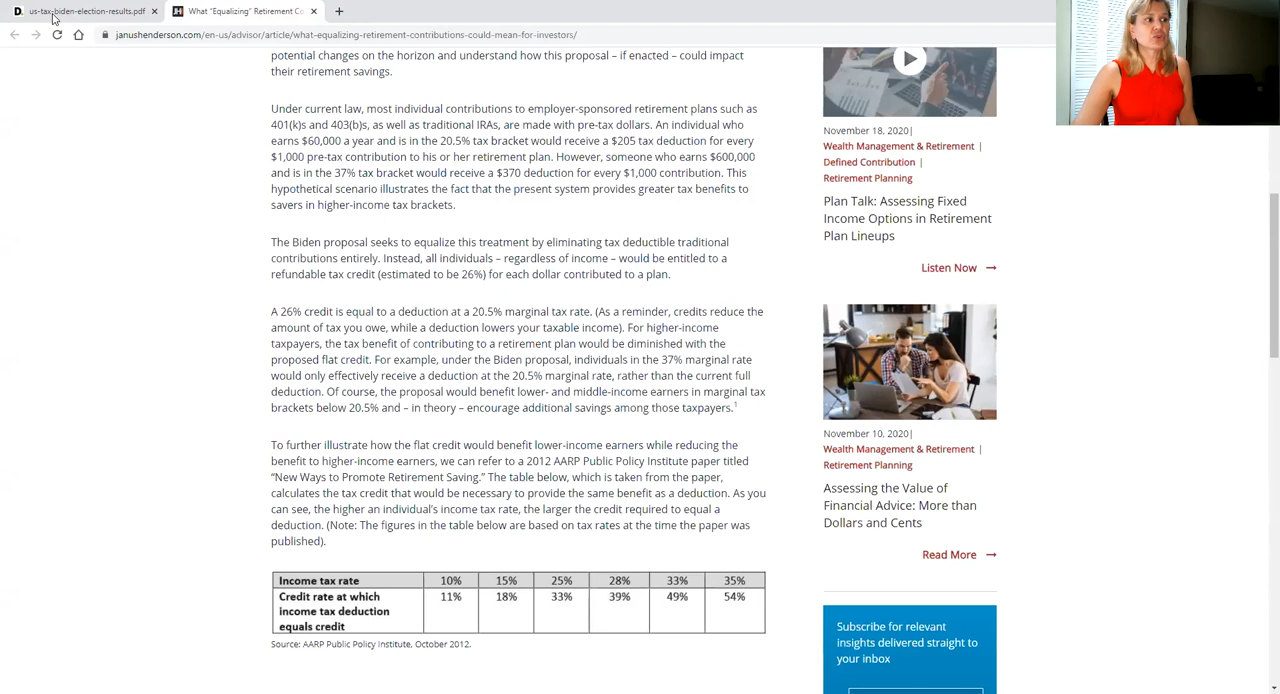 us-tax-biden-election-results.pdf
What "Equalizing" Retirement Co
janushenderson.com/en-us/advisor/article/what-equalizing
their retirement savings.
Under current law, many individual contributions to employer-sponsored retirement plans such as
401(k)s and 403(b)s, as well as traditional IRAs, are made with pre-tax dollars. An individual who
earns $60,000 a year and is in the 20.5% tax bracket would receive a $205 tax deduction for every
$1,000 pre-tax contribution to his or her retirement plan. However, someone who earns $600,000
and is in the 37% tax bracket would receive a $370 deduction for every $1,000 contribution. This
hypothetical scenario illustrates the fact that the present system provides greater tax benefits to
savers in higher-income tax brackets.
The Biden proposal seeks to equalize this treatment by eliminating tax deductible traditional
contributions entirely. Instead, all individuals – regardless of income – would be entitled to a
refundable tax credit (estimated to be 26%) for each dollar contributed to a plan.
A 26% credit is equal to a deduction at a 20.5% marginal tax rate. (As a reminder, credits reduce the
amount of tax you owe, while a deduction lowers your taxable income). For higher-income
taxpayers, the tax benefit of contributing to a retirement plan would be diminished with the
proposed flat credit. For example, under the Biden proposal, individuals in the 37% marginal rate
would only effectively receive a deduction at the 20.5% marginal rate, rather than the current full
deduction. Of course, the proposal would benefit lower- and middle-income earners in marginal tax
brackets below 20.5% and – in theory – encourage additional savings among those taxpayers.1
To further illustrate how the flat credit would benefit lower-income earners while reducing the
benefit to higher-income earners, we can refer to a 2012 AARP Public Policy Institute paper titled
“New Ways to Promote Retirement Saving.” The table below, which is taken from the paper,
calculates the tax credit that would be necessary to provide the same benefit as a deduction. As you
can see, the higher an individual’s income tax rate, the larger the credit required to equal a
deduction. (Note: The figures in the table below are based on tax rates at the time the paper was
published).
Income tax rate 10% 15% 25% 28% 33% 35%
Credit rate at which 11% 18% 33% 39% 49% 54%
income tax deduction
equals credit
Source: AARP Public Policy Institute, October 2012.
November 18, 2020|
Wealth Management & Retirement |
Defined Contribution |
Retirement Planning
Plan Talk: Assessing Fixed
Income Options in Retirement
Plan Lineups
Listen Now →
November 10, 2020|
Wealth Management & Retirement |
Retirement Planning
Assessing the Value of
Financial Advice: More than
Dollars and Cents
Read More →
Subscribe for relevant
insights delivered straight to
your inbox